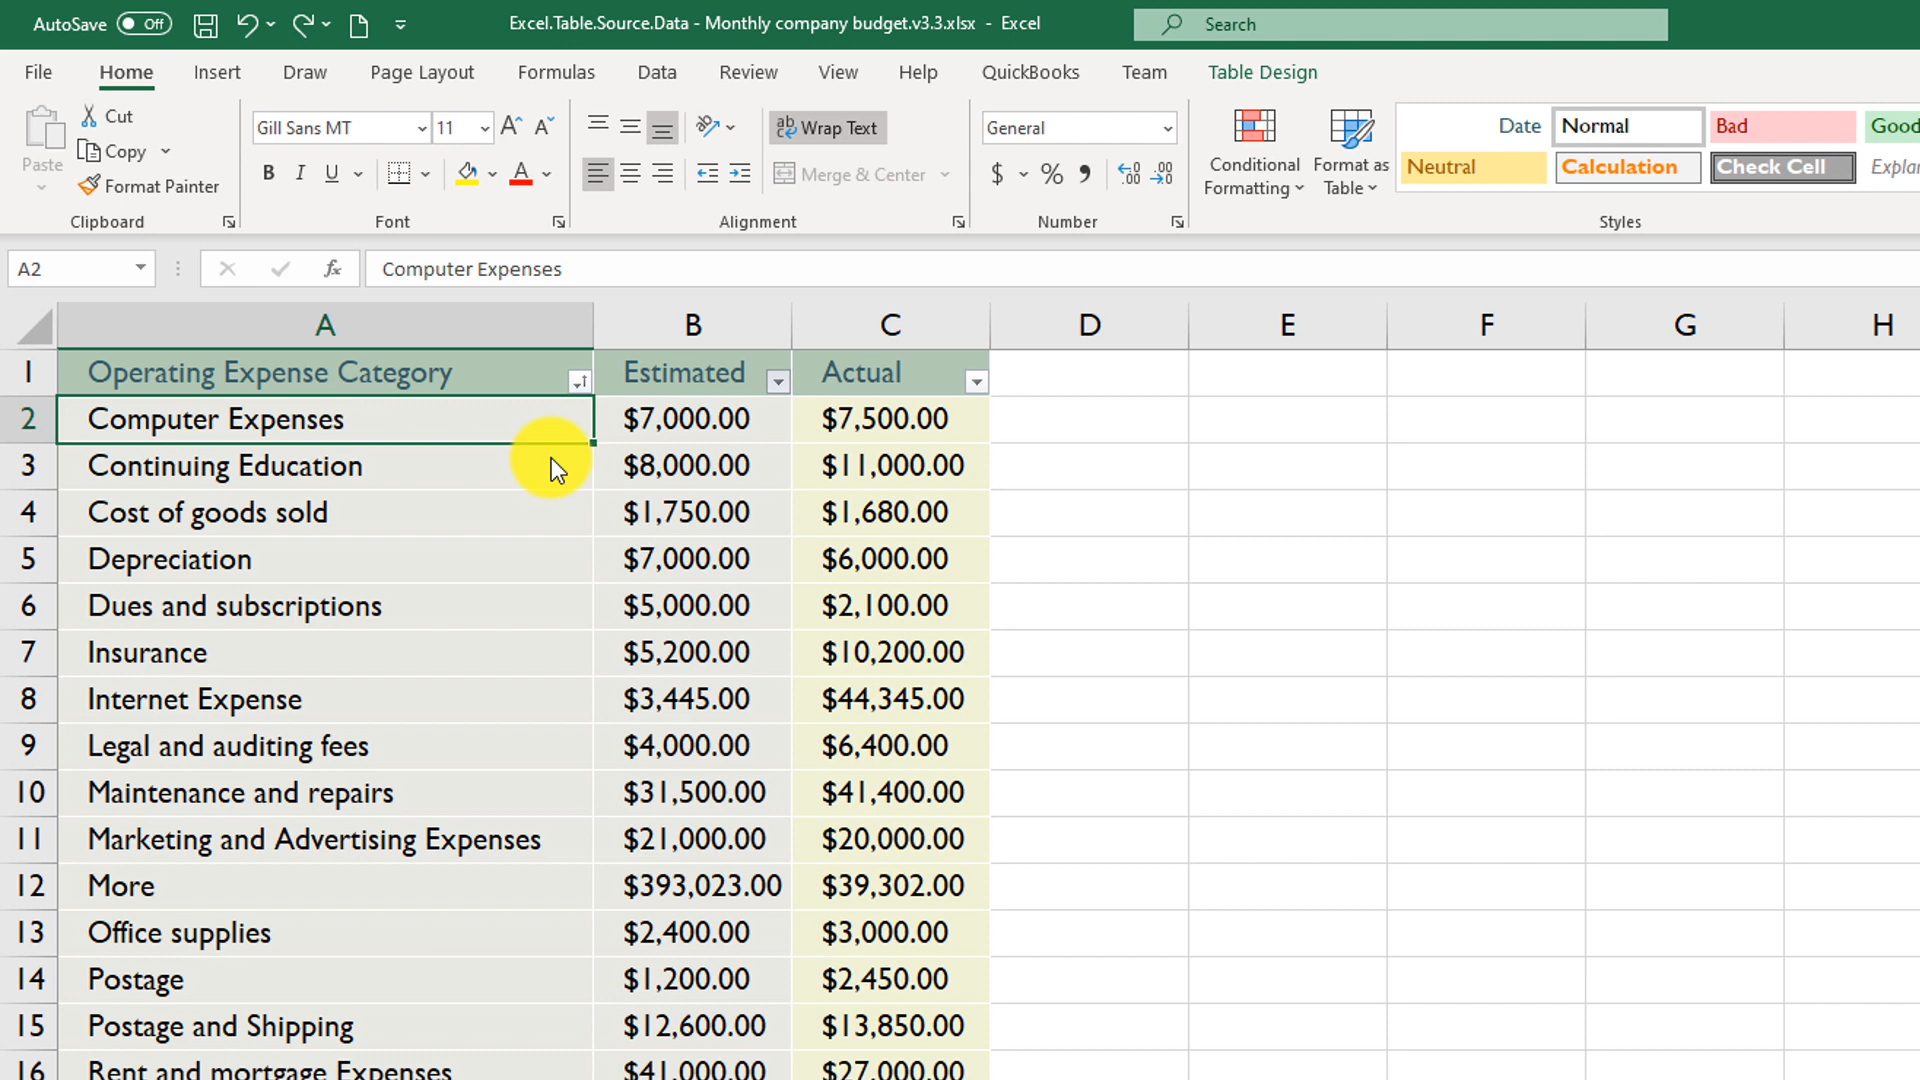 AutoSave Off Excel.Table.Source.Data - Monthly company budget.v3.3.xlsx - Excel Search
File Home Insert Draw Page Layout Formulas Data Review View Help QuickBooks Team Table Design
Paste Cut Copy Format Painter
Clipboard
Gill Sans MT 11 A^ A˅
B I U A
Font
ab Wrap Text
Merge & Center
Alignment
General
$ % , .00 .00
Number
Conditional Formatting
Format as Table
Date Normal Bad Good
Neutral Calculation Check Cell
Styles
A2 fx Computer Expenses
A B C D E F G H
1 Operating Expense Category Estimated Actual
2 Computer Expenses $7,000.00 $7,500.00
3 Continuing Education $8,000.00 $11,000.00
4 Cost of goods sold $1,750.00 $1,680.00
5 Depreciation $7,000.00 $6,000.00
6 Dues and subscriptions $5,000.00 $2,100.00
7 Insurance $5,200.00 $10,200.00
8 Internet Expense $3,445.00 $44,345.00
9 Legal and auditing fees $4,000.00 $6,400.00
10 Maintenance and repairs $31,500.00 $41,400.00
11 Marketing and Advertising Expenses $21,000.00 $20,000.00
12 More $393,023.00 $39,302.00
13 Office supplies $2,400.00 $3,000.00
14 Postage $1,200.00 $2,450.00
15 Postage and Shipping $12,600.00 $13,850.00
16 Rent and mortgage Expenses $41,000.00 $27,000.00